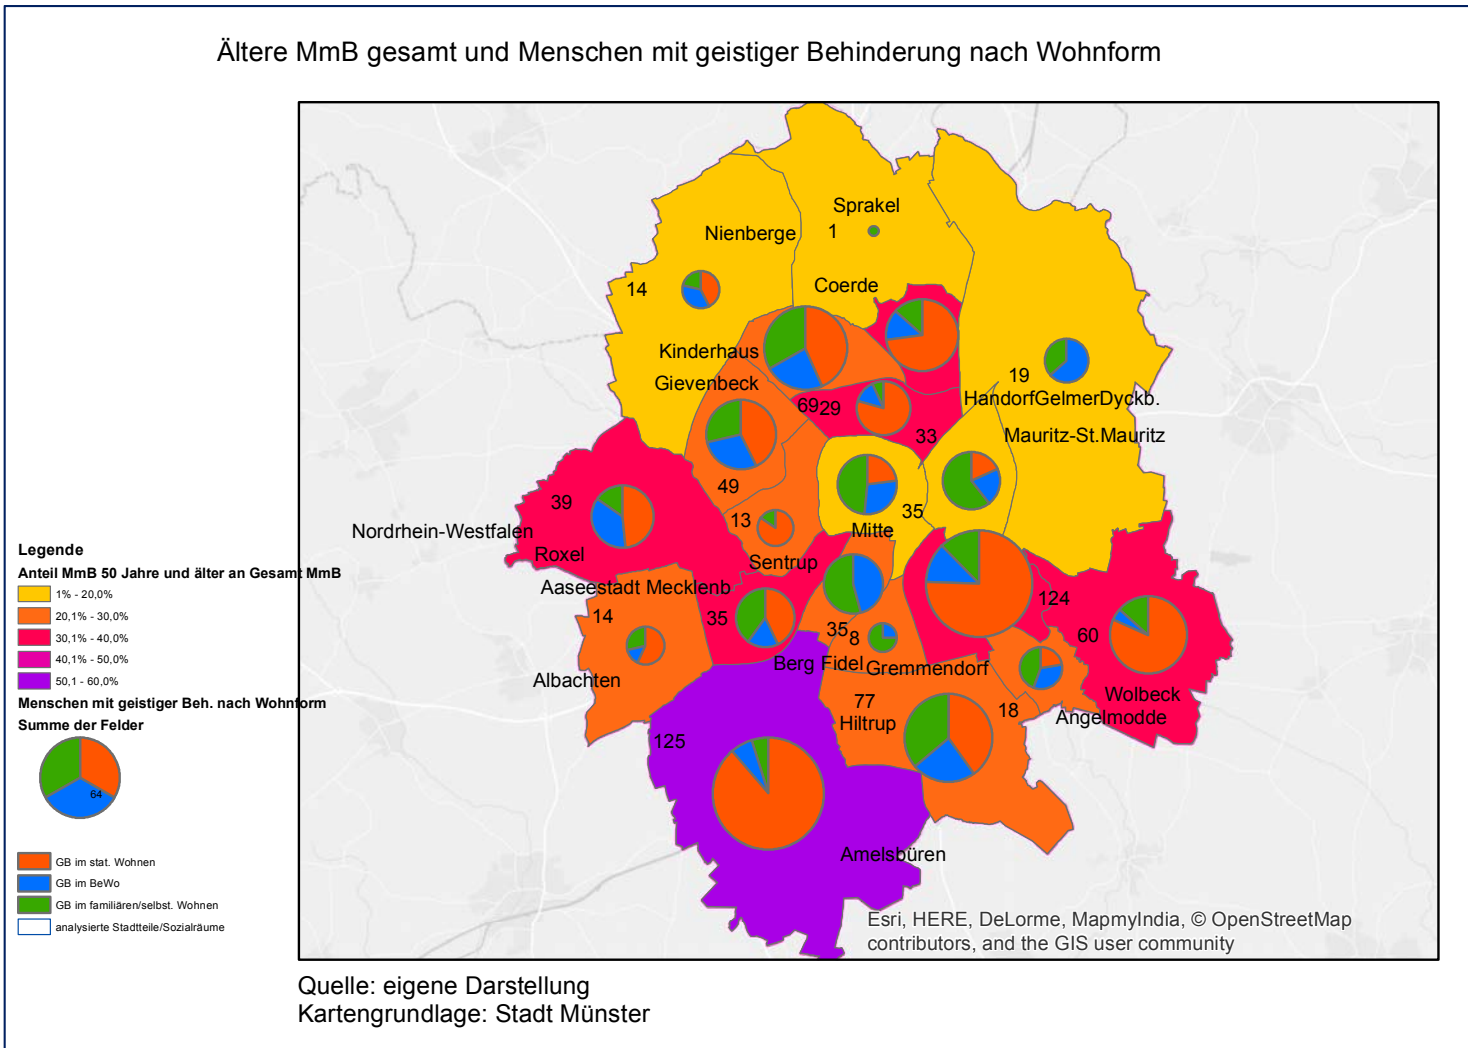 Ältere MmB gesamt und Menschen mit geistiger Behinderung nach Wohnform
Sprakel
1
Nienberge
14
Coerde
Kinderhaus
Gievenbeck
69
29
33
19
HandorfGelmerDyckb.
Mauritz-St.Mauritz
49
39
13
35
Mitte
Nordrhein-Westfalen
Roxel
Sentrup
Aaseestadt Mecklenb
14
35
35
8
124
60
Berg Fidel
Gremmendorf
Albachten
77
Hiltrup
18
Wolbeck
Angelmodde
125
Amelsbüren
Legende
Anteil MmB 50 Jahre und älter an Gesamt MmB
1% - 20,0%
20,1% - 30,0%
30,1% - 40,0%
40,1% - 50,0%
50,1 - 60,0%
Menschen mit geistiger Beh. nach Wohnform
Summe der Felder
64
GB im stat. Wohnen
GB im BeWo
GB im familiären/selbst. Wohnen
analysierte Stadtteile/Sozialräume
Esri, HERE, DeLorme, MapmyIndia, © OpenStreetMap
contributors, and the GIS user community
Quelle: eigene Darstellung
Kartengrundlage: Stadt Münster